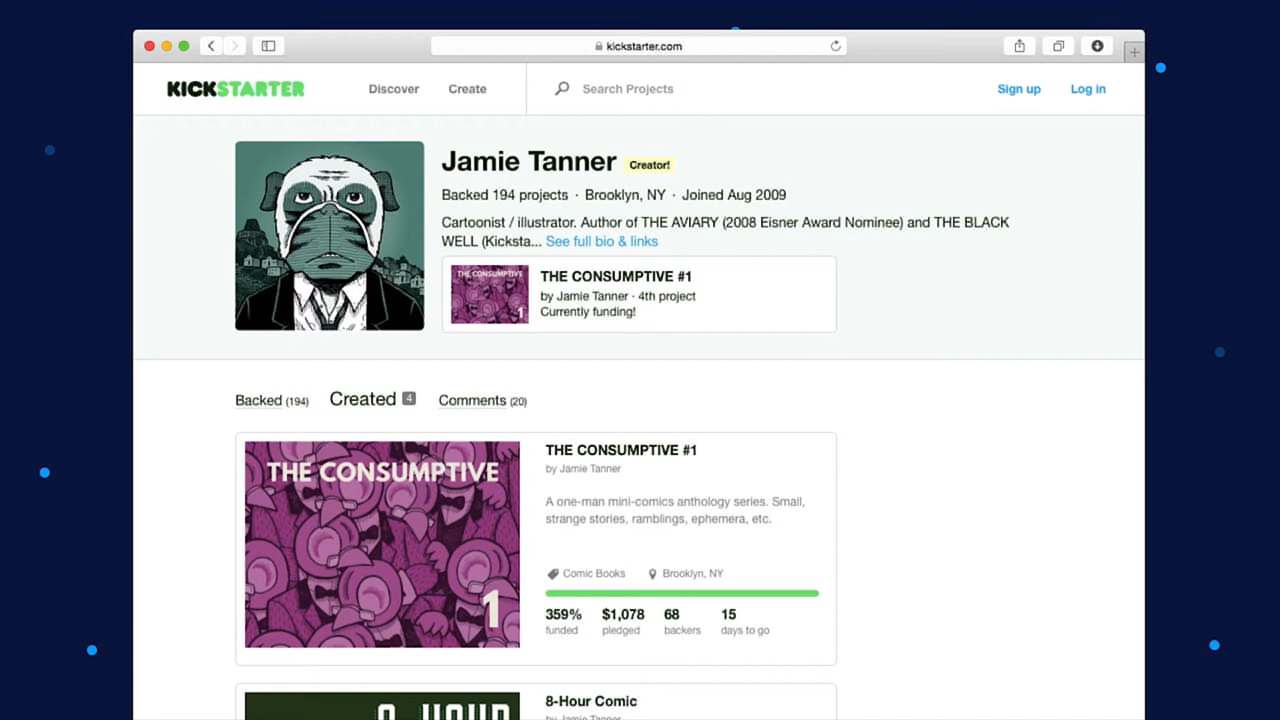 kickstarter.com
KICKSTARTER
Discover
Create
Search Projects
Sign up
Log in
Jamie Tanner Creator!
Backed 194 projects · Brooklyn, NY · Joined Aug 2009
Cartoonist / illustrator. Author of THE AVIARY (2008 Eisner Award Nominee) and THE BLACK
WELL (Kicksta... See full bio & links
THE CONSUMPTIVE
1
THE CONSUMPTIVE #1
by Jamie Tanner · 4th project
Currently funding!
Backed (194)
Created 4
Comments (20)
THE CONSUMPTIVE
1
THE CONSUMPTIVE #1
by Jamie Tanner
A one-man mini-comics anthology series. Small,
strange stories, ramblings, ephemera, etc.
Comic Books
Brooklyn, NY
359% $1,078 68 15
funded pledged backers days to go
8-HOUR
8-Hour Comic
by Jamie Tanner